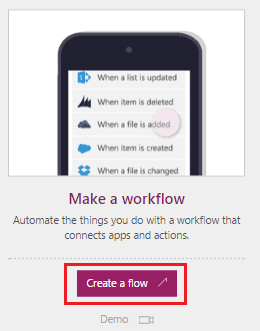 When a list is updated
When item is deleted
When a file is added
When item is created
When a file is changed
Make a workflow
Automate the things you do with a workflow that
connects apps and actions.
Create a flow
Demo